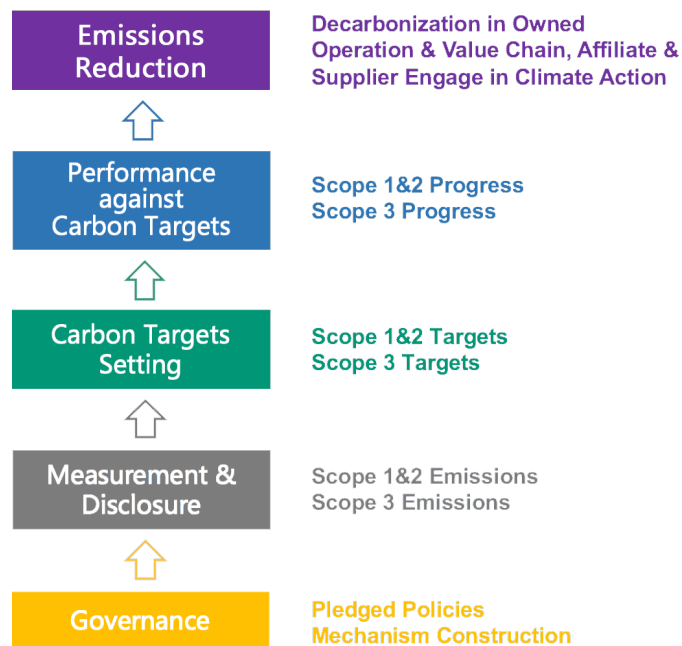 Emissions
Reduction
Decarbonization in Owned
Operation & Value Chain, Affiliate &
Supplier Engage in Climate Action
Performance
against
Carbon Targets
Scope 1&2 Progress
Scope 3 Progress
Carbon Targets
Setting
Scope 1&2 Targets
Scope 3 Targets
Measurement &
Disclosure
Scope 1&2 Emissions
Scope 3 Emissions
Governance
Pledged Policies
Mechanism Construction